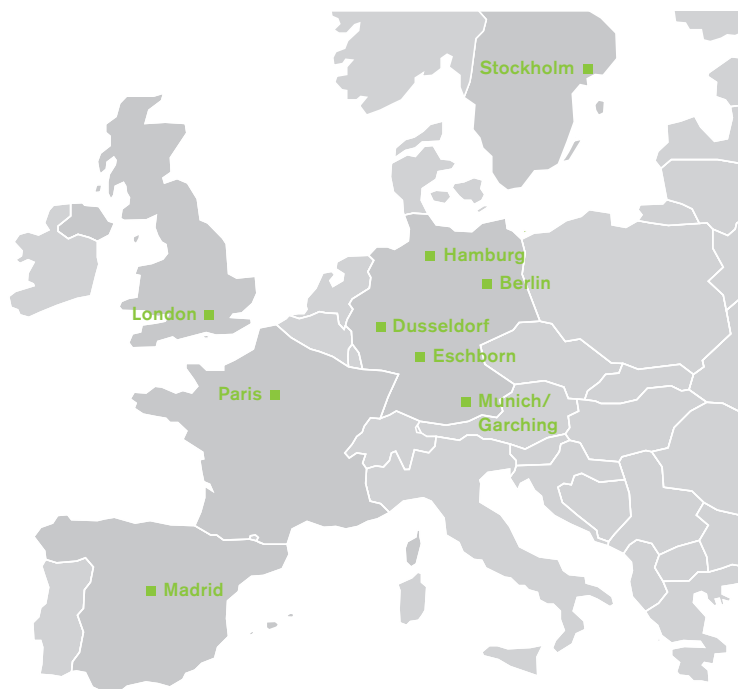 Stockholm
Hamburg
Berlin
London
Dusseldorf
Eschborn
Paris
Munich/
Garching
Madrid